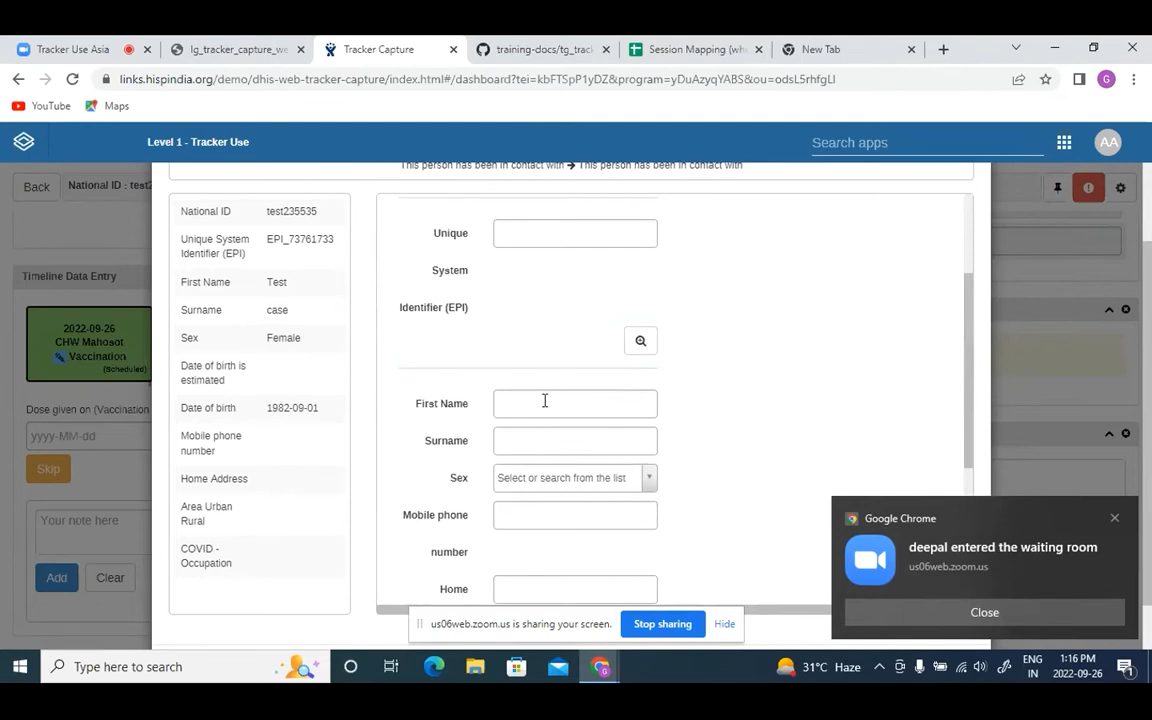 Tracker Use Asia
lg_tracker_capture_we
Tracker Capture
training-docs/tg_track
Session Mapping (whe
New Tab
links.hispindia.org/demo/dhis-web-tracker-capture/index.html#/dashboard?tei=kbFTSpP1yDZ&program=yDuAzyqYABS&ou=odsL5rhfgLl
G
YouTube
Maps
Level 1 - Tracker Use
Search apps
AA
This person has been in contact with → This person has been in contact with
Back
National ID : test2
National ID test235535
Unique System
Identifier (EPI)
EPI_73761733
First Name Test
Surname case
Sex Female
Date of birth is
estimated
Date of birth 1982-09-01
Mobile phone
number
Home Address
Area Urban
Rural
COVID -
Occupation
Timeline Data Entry
2022-09-26
CHW Mahosot
Vaccination
(Scheduled)
Dose given on (Vaccination
yyyy-MM-dd
Skip
Your note here
Add
Clear
Unique
System
Identifier (EPI)
First Name
Surname
Sex Select or search from the list
Mobile phone
number
Home
Google Chrome
deepal entered the waiting room
us06web.zoom.us
Close
us06web.zoom.us is sharing your screen.
Stop sharing
Hide
Type here to search
31°C Haze
ENG
IN
1:16 PM
2022-09-26
1